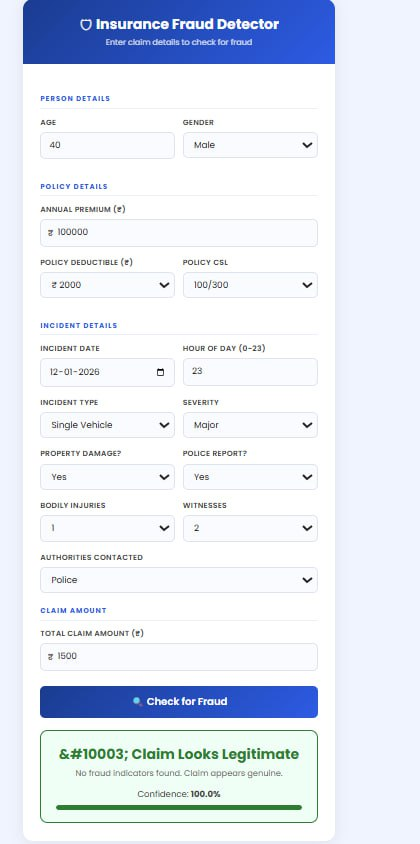 Insurance Fraud Detector
Enter claim details to check for fraud
PERSON DETAILS
AGE GENDER
40 Male
POLICY DETAILS
ANNUAL PREMIUM (₹)
₹ 100000
POLICY DEDUCTIBLE (₹) POLICY CSL
₹ 2000 100/300
INCIDENT DETAILS
INCIDENT DATE HOUR OF DAY (0-23)
12-01-2026 23
INCIDENT TYPE SEVERITY
Single Vehicle Major
PROPERTY DAMAGE? POLICE REPORT?
Yes Yes
BODILY INJURIES WITNESSES
1 2
AUTHORITIES CONTACTED
Police
CLAIM AMOUNT
TOTAL CLAIM AMOUNT (₹)
₹ 1500
Check for Fraud
&#10003; Claim Looks Legitimate
No fraud indicators found. Claim appears genuine.
Confidence: 100.0%